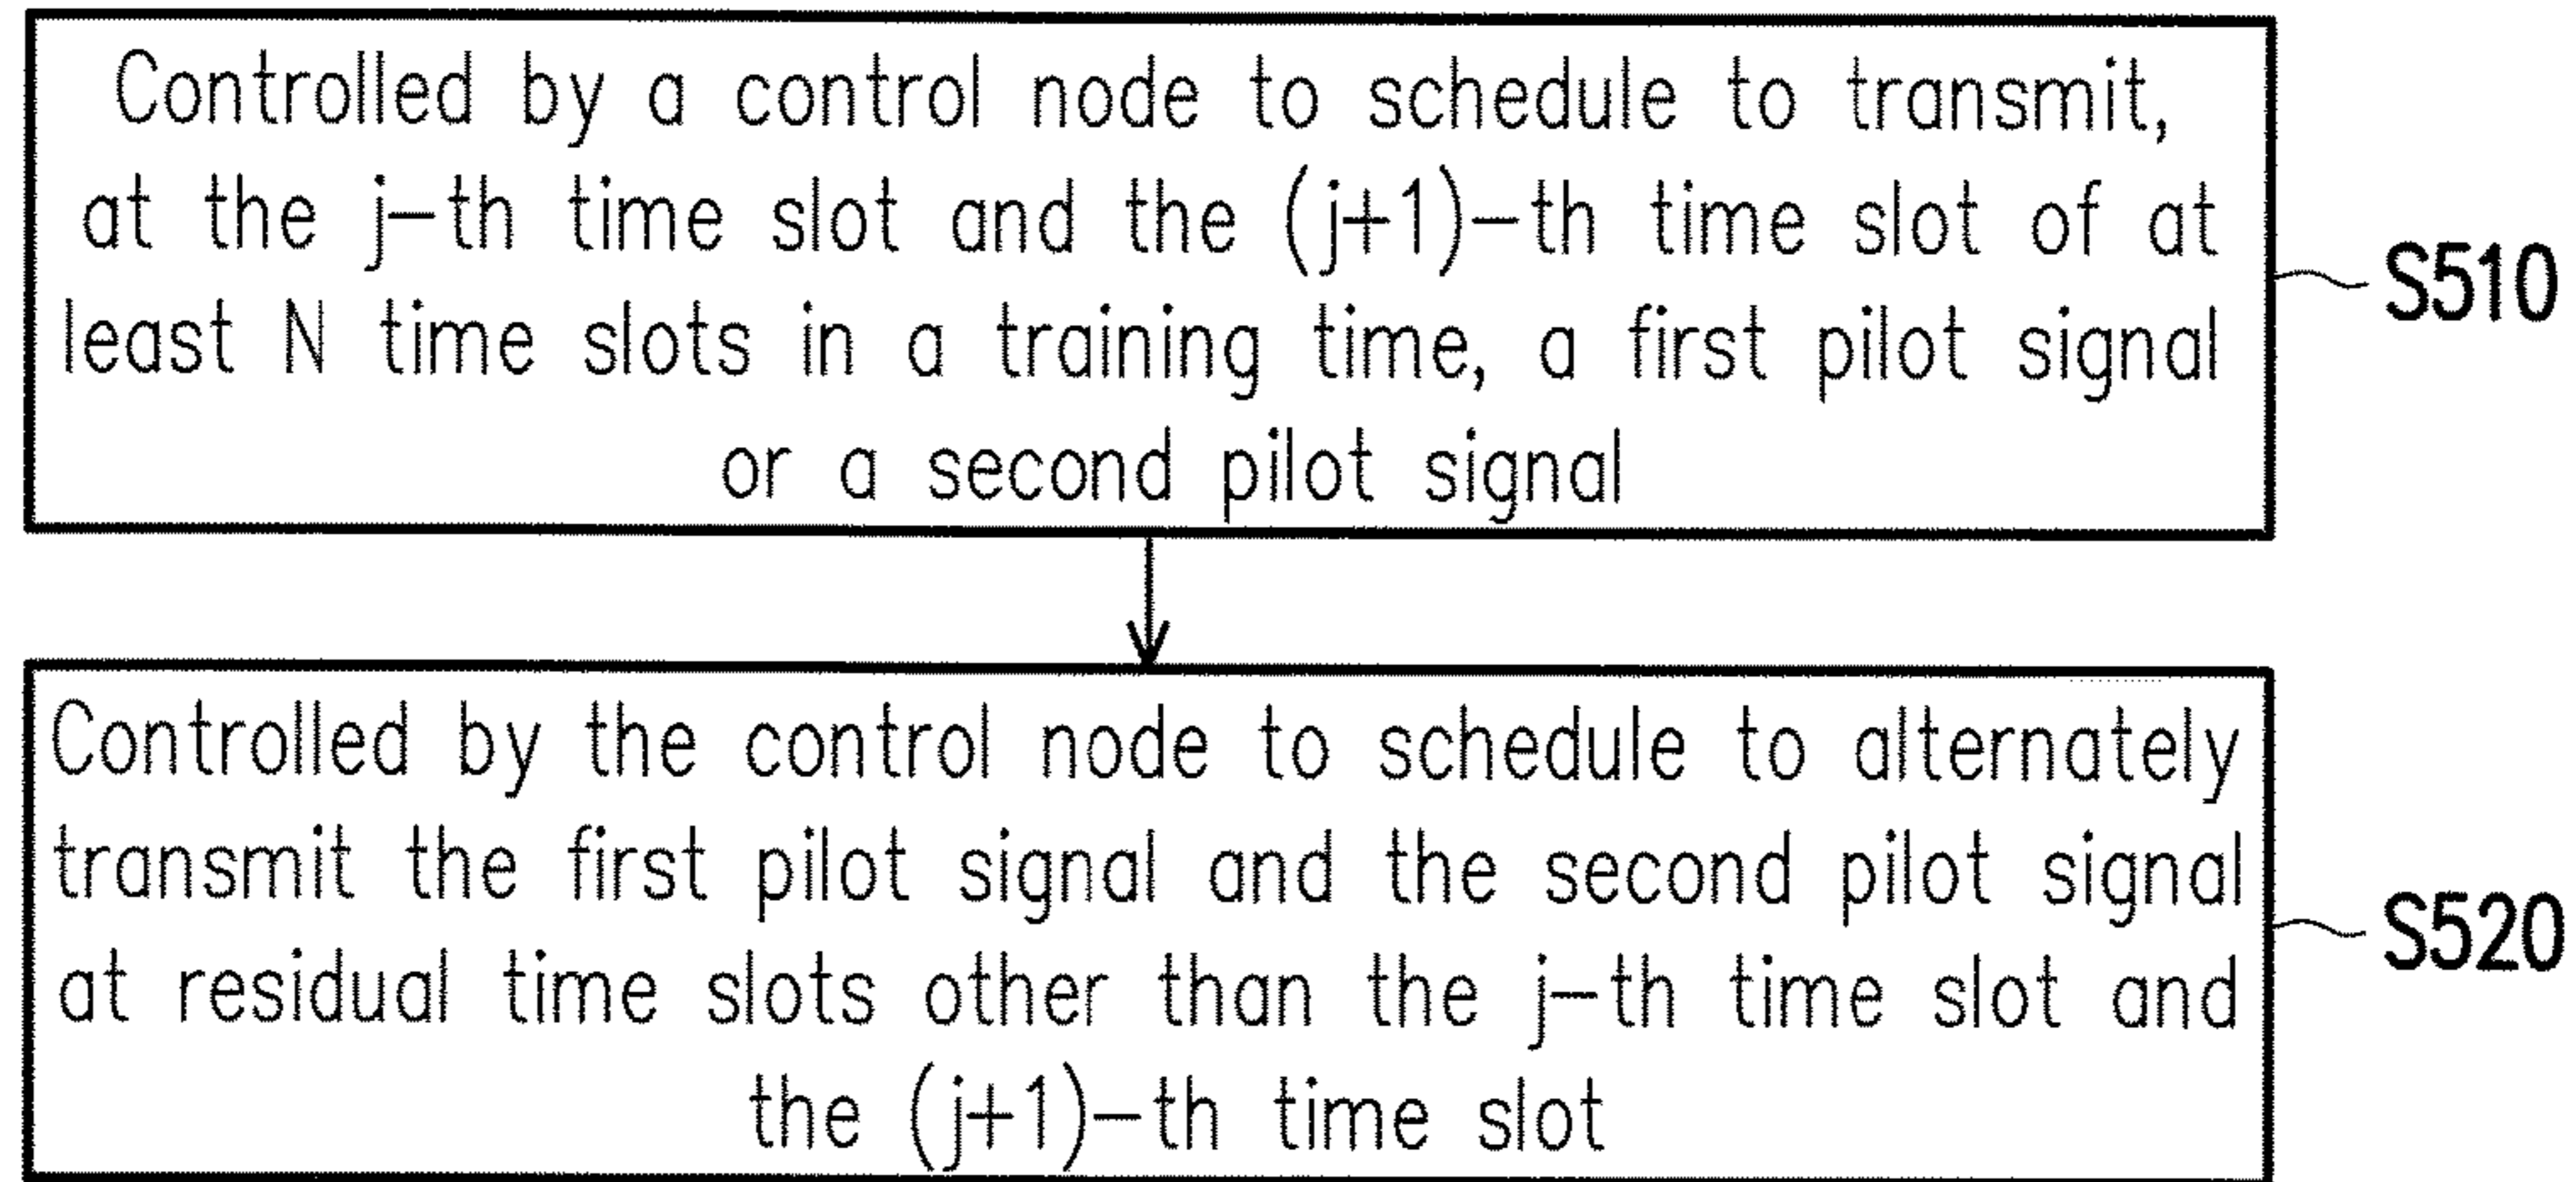 Controlled by a control node to schedule to transmit,
at the j-th time slot and the (j+1)-th time slot of at
least N time slots in a training time, a first pilot signal
or a second pilot signal
S510
Controlled by the control node to schedule to alternately
transmit the first pilot signal and the second pilot signal
at residual time slots other than the j-th time slot and
the (j+1)-th time slot
S520